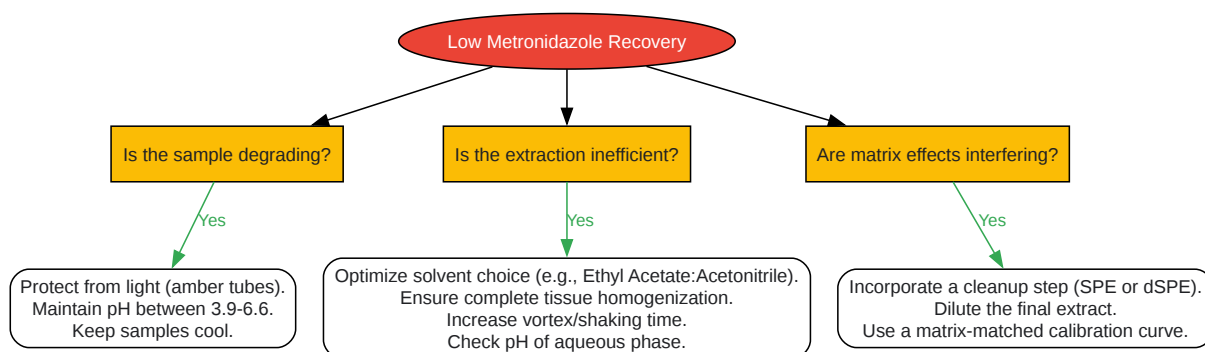 Low Metronidazole Recovery
Is the sample degrading?
Is the extraction inefficient?
Are matrix effects interfering?
Yes
Yes
Yes
Protect from light (amber tubes).
Maintain pH between 3.9-6.6.
Keep samples cool.
Optimize solvent choice (e.g., Ethyl Acetate:Acetonitrile).
Ensure complete tissue homogenization.
Increase vortex/shaking time.
Check pH of aqueous phase.
Incorporate a cleanup step (SPE or dSPE).
Dilute the final extract.
Use a matrix-matched calibration curve.